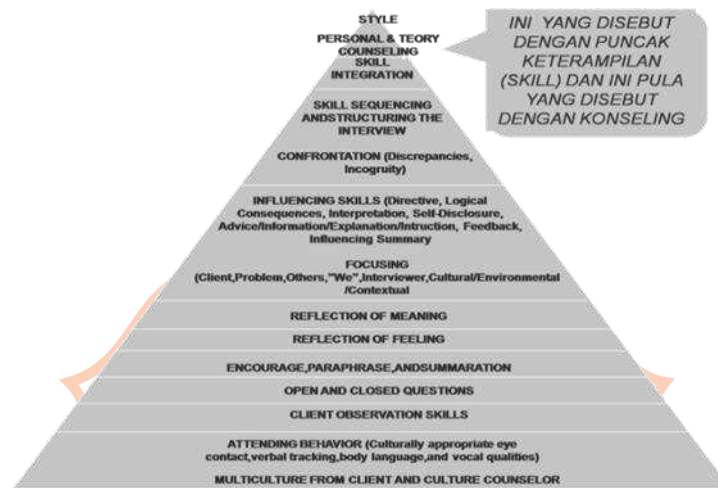 STYLE
PERSONAL & TEORY
COUNSELING
SKILL
INTEGRATION
INI YANG DISEBUT
DENGAN PUNCAK
KETERAMPILAN
(SKILL) DAN INI PULA
YANG DISEBUT
DENGAN KONSELING
SKILL SEQUENCING
ANDSTRUCTURING THE
INTERVIEW
CONFRONTATION (Discrepancies,
Incogruity)
INFLUENCING SKILLS (Directive, Logical
Consequences, Interpretation, Self-Disclosure,
Advice/Information/Explanation/Intruction, Feedback,
Influencing Summary
FOCUSING
(Client,Problem,Others,"We",Interviewer,Cultural/Environmental
/Contextual
REFLECTION OF MEANING
REFLECTION OF FEELING
ENCOURAGE,PARAPHRASE,ANDSUMMARATION
OPEN AND CLOSED QUESTIONS
CLIENT OBSERVATION SKILLS
ATTENDING BEHAVIOR (Culturally appropriate eye
contact,verbal tracking,body language,and vocal qualities)
MULTICULTURE FROM CLIENT AND CULTURE COUNSELOR